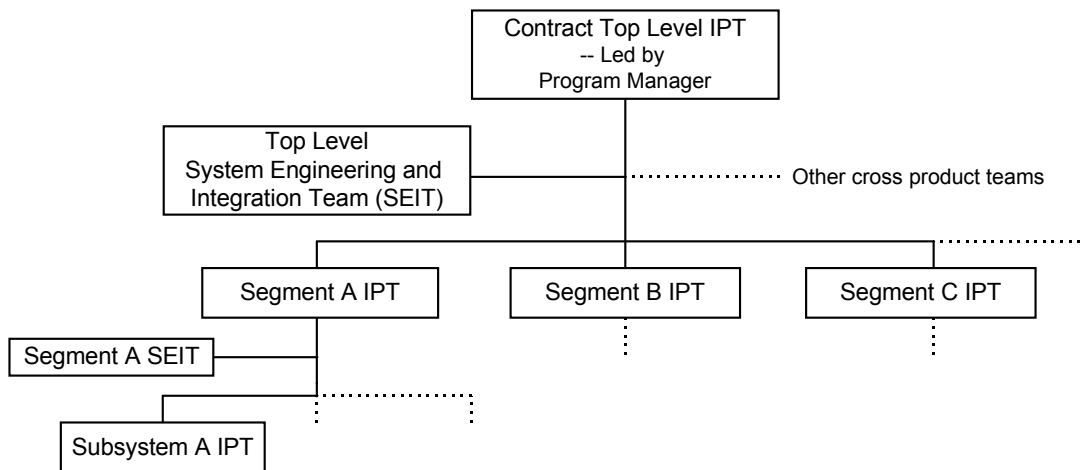 Contract Top Level IPT
-- Led by
Program Manager
Top Level
System Engineering and
Integration Team (SEIT)
Other cross product teams
Segment A IPT
Segment B IPT
Segment C IPT
Segment A SEIT
Subsystem A IPT